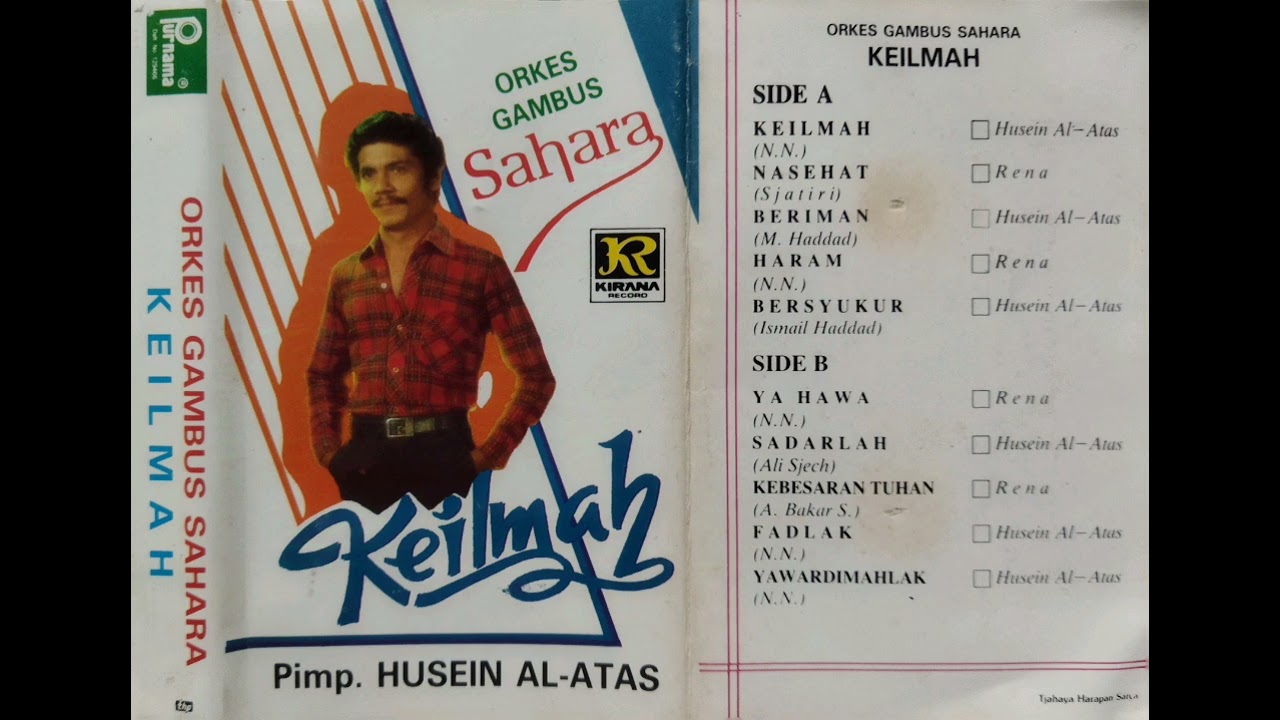 Purnama
ORKES GAMBUS SAHARA
KEILMAH
ORKES
GAMBUS
Sahara
KR
KIRANA
RECORD
Keilmah
Pimp. HUSEIN AL-ATAS
ORKES GAMBUS SAHARA
KEILMAH
SIDE A
KEILMAH Husein Al-Atas
(N.N.)
NASEHAT Rena
(Sjatiri)
BERIMAN Husein Al-Atas
(M. Haddad)
HARAM Rena
(N.N.)
BERSYUKUR Husein Al-Atas
(Ismail Haddad)
SIDE B
YA HAWA Rena
(N.N.)
SADARLAH Husein Al-Atas
(Ali Sjech)
KEBESARAN TUHAN Rena
(A. Bakar S.)
FADLAK Husein Al-Atas
(N.N.)
YAWARDIMAHLAK Husein Al-Atas
(N.N.)
Tjahaya Harapan Sarca